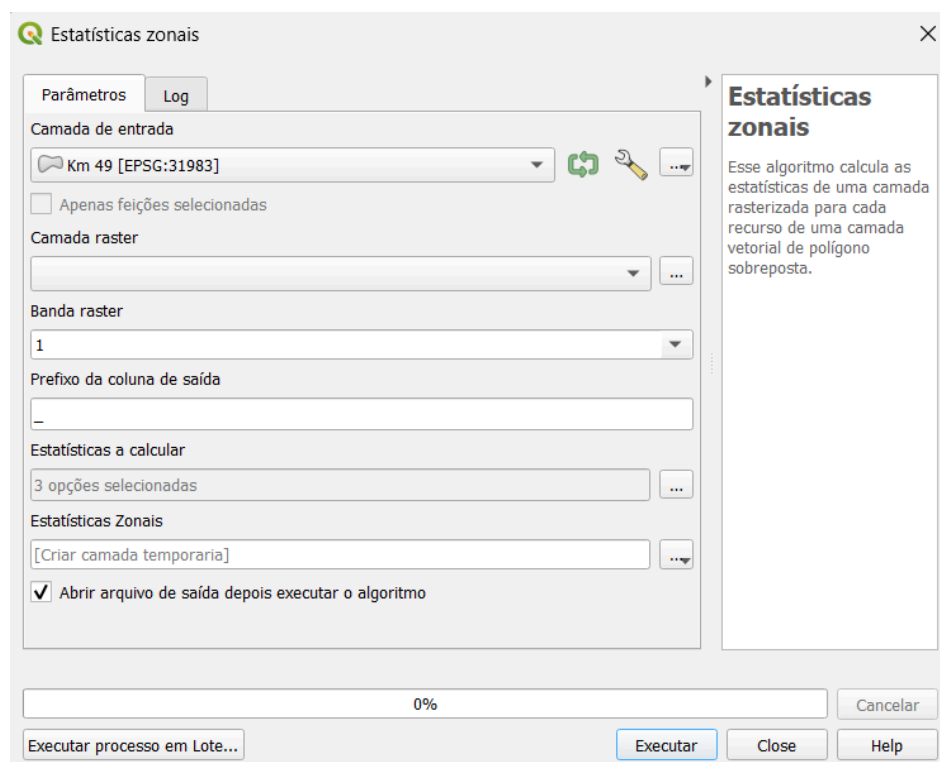 Estatísticas zonais
Parâmetros
Log
Camada de entrada
Km 49 [EPSG:31983]
...
Apenas feições selecionadas
Camada raster
...
Banda raster
1
Prefixo da coluna de saída
_
Estatísticas a calcular
3 opções selecionadas
...
Estatísticas Zonais
[Criar camada temporaria]
...
Abrir arquivo de saída depois executar o algoritmo
Estatísticas
zonais
Esse algoritmo calcula as
estatísticas de uma camada
rasterizada para cada
recurso de uma camada
vetorial de polígono
sobreposta.
0%
Cancelar
Executar processo em Lote...
Executar
Close
Help